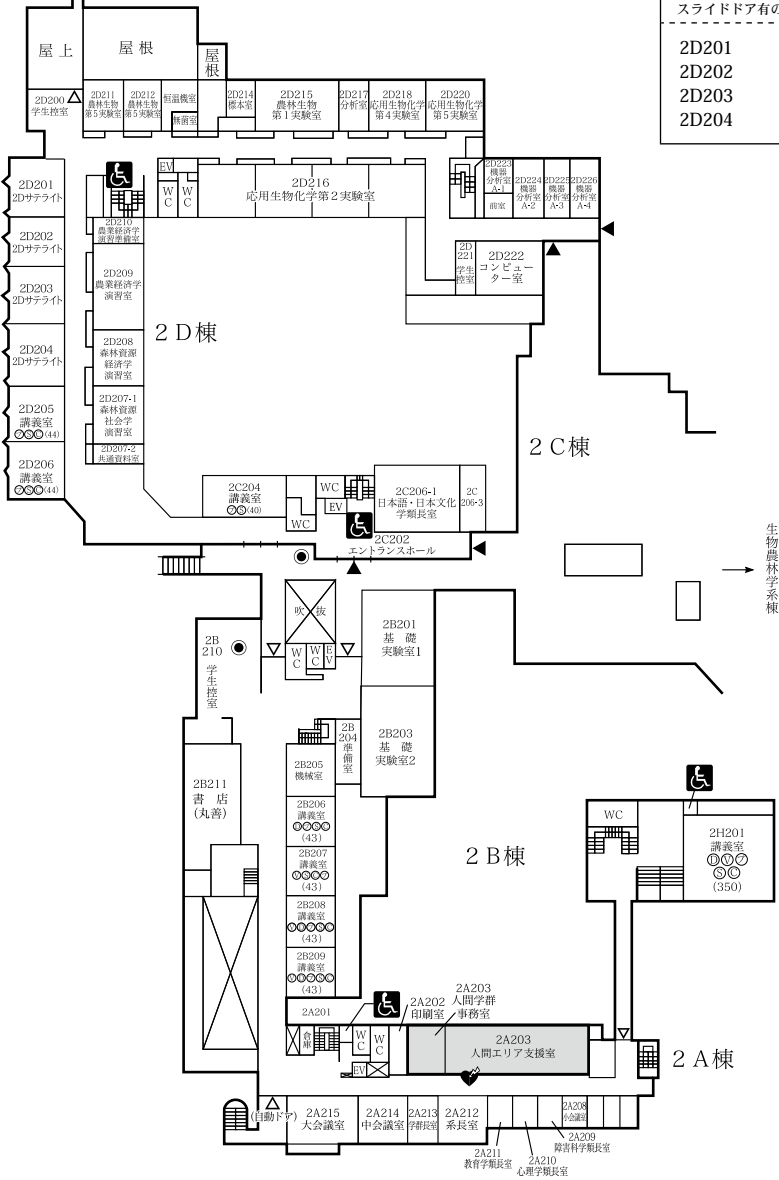 スライドドア有の
2D201
2D202
2D203
2D204
屋上
屋根
屋根
2D200
学生控室
2D211
農林生物
第5実験室
2D212
農林生物
第5実験室
恒温機室
無菌室
2D214
標本室
2D215
農林生物
第1実験室
2D217
分析室
2D218
応用生物化学
第4実験室
2D220
応用生物化学
第5実験室
2D201
2Dサテライト
2D202
2Dサテライト
2D203
2Dサテライト
2D204
2Dサテライト
2D205
講義室
(44)
2D206
講義室
(44)
EV
WC
WC
2D216
応用生物化学第2実験室
2D223
機器
分析室
A-1
前室
2D224
機器
分析室
A-2
2D225
機器
分析室
A-3
2D226
機器
分析室
A-4
2D210
農業経済学
演習準備室
2D209
農業経済学
演習室
2D208
森林資源
経済学
演習室
2D207-1
森林資源
社会学
演習室
2D207-2
共通資料室
2D
221
学生
控室
2D222
コンピュー
ター室
2D棟
2C棟
2C204
講義室
ⓈS(40)
WC
WC
EV
2C206-1
日本語・日本文化
学類長室
2C
206-3
2C202
エントランスホール
生物農林学系棟
吹抜
WC
WC
EV
2B
210
学生控室
2B201
基礎
実験室1
2B203
基礎
実験室2
2B
204
準備室
2B205
機械室
2B206
講義室
(43)
2B207
講義室
(43)
2B208
講義室
(43)
2B209
講義室
(43)
2B211
書店
(丸善)
2B棟
WC
2H201
講義室
(350)
2A201
倉庫
WC
WC
EV
2A202
印刷室
2A203
人間学群
事務室
2A203
人間エリア支援室
2A棟
(自動ドア)
2A215
大会議室
2A214
中会議室
2A213
学群長室
2A212
系長室
2A208
小会議室
2A209
障害科学類長室
2A210
心理学類長室
2A211
教育学類長室